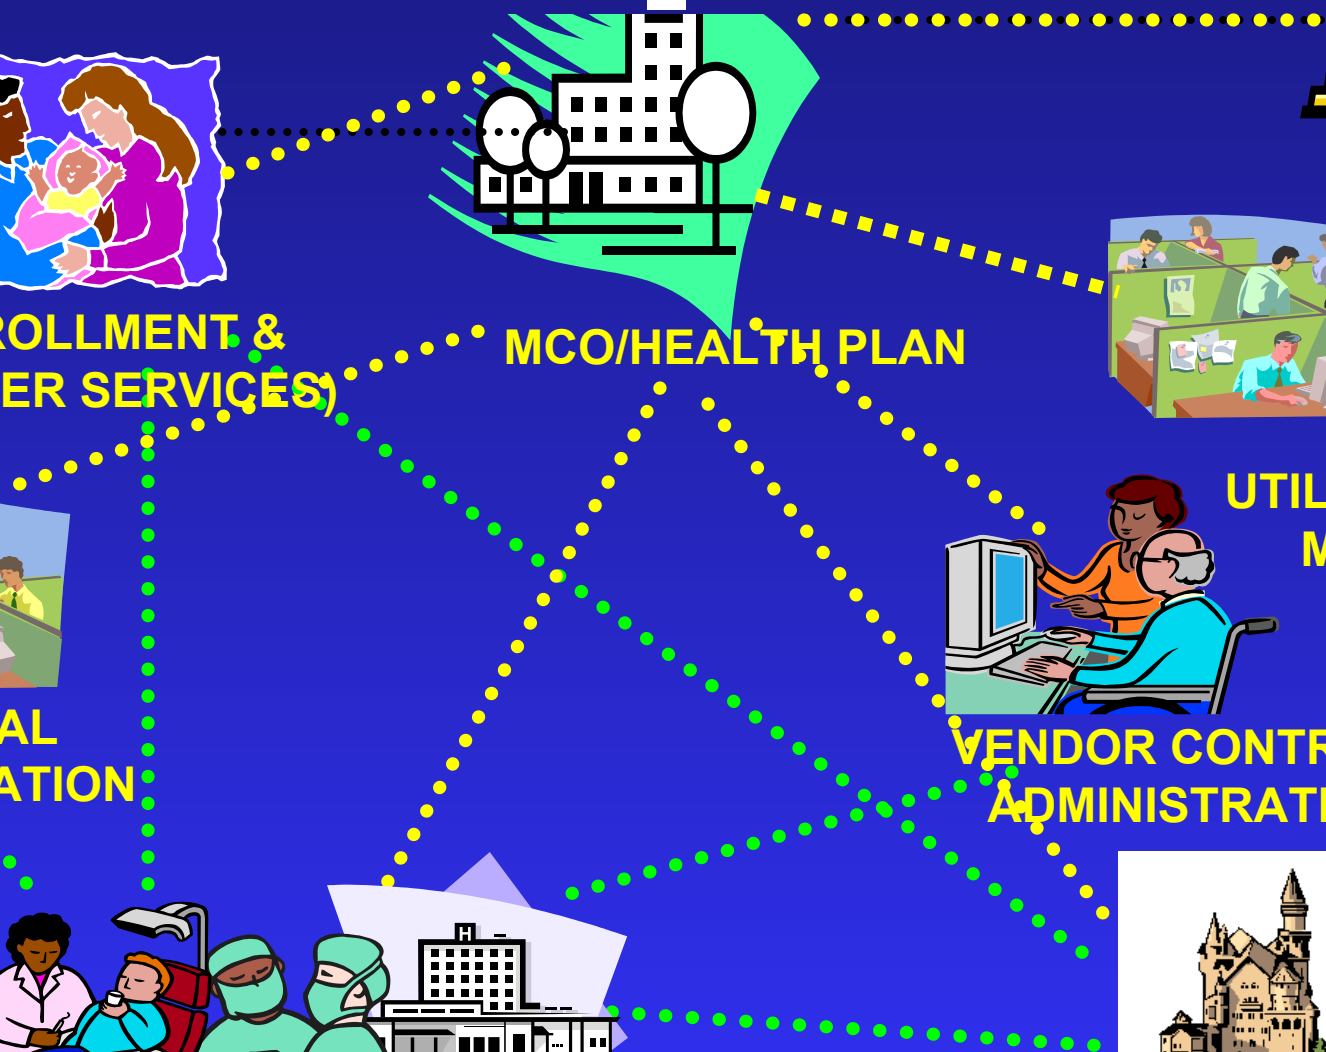 ROLLMENT &
ER SERVICES)
MCO/HEALTH PLAN
UTIL
M
AL
ATION
VENDOR CONTR
ADMINISTRATI
H